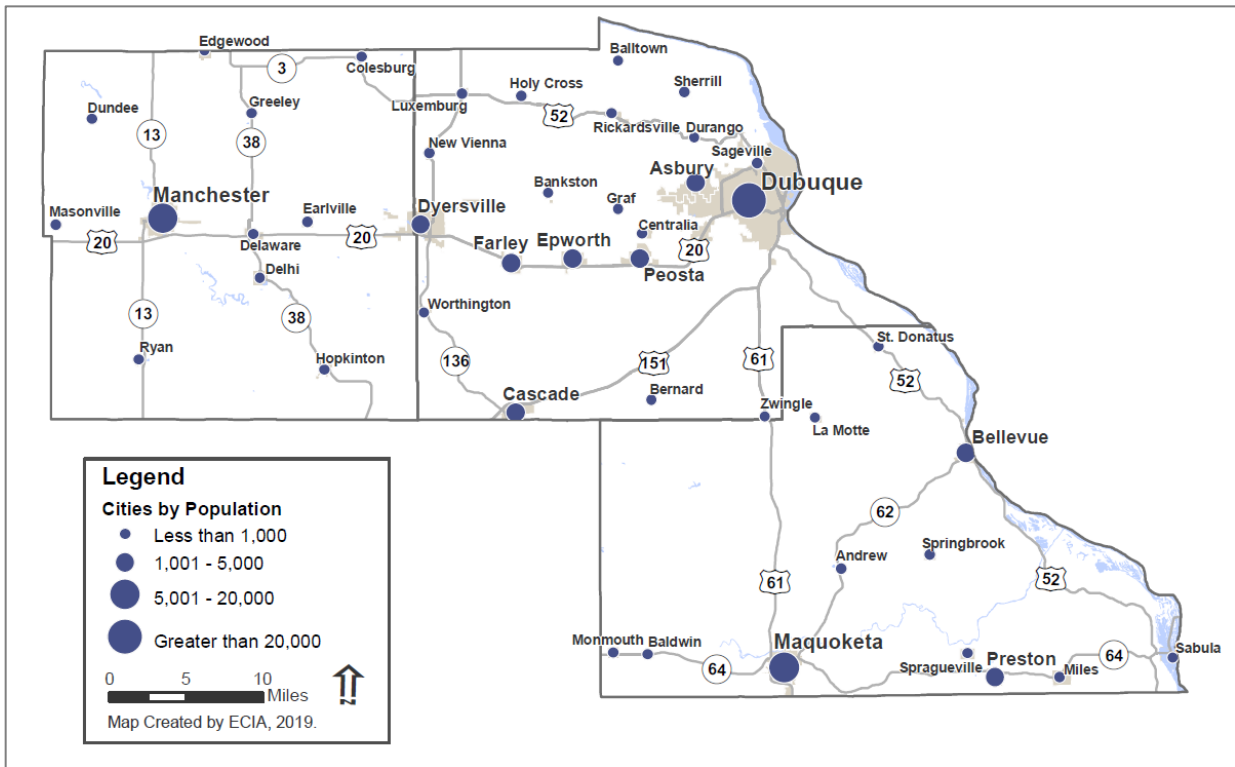 Edgewood
Balltown
3
Colesburg
Sherrill
Holy Cross
Dundee
Greeley
Luxemburg
52
Rickardsville
Durango
13
38
New Vienna
Sageville
Asbury
Dubuque
Manchester
Bankston
Graf
Masonville
Earlville
Dyersville
Centralia
20
Delaware
20
Farley
Epworth
20
Delhi
Peosta
Worthington
13
38
Ryan
Hopkinton
136
151
61
St. Donatus
52
Cascade
Bernard
Zwingle
La Motte
Bellevue
62
Andrew
Springbrook
61
52
Monmouth
Baldwin
Maquoketa
64
Spragueville
Preston
Miles
64
Sabula
Legend
Cities by Population
Less than 1,000
1,001 - 5,000
5,001 - 20,000
Greater than 20,000
0 5 10
Miles
N
Map Created by ECIA, 2019.